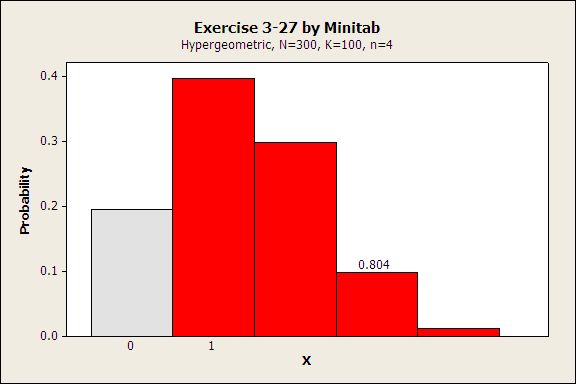 Exercise 3-27 by Minitab
Hypergeometric, N=300, K=100, n=4
0.4
0.3
0.2
0.1
0.0
Probability
0.804
0 1
X